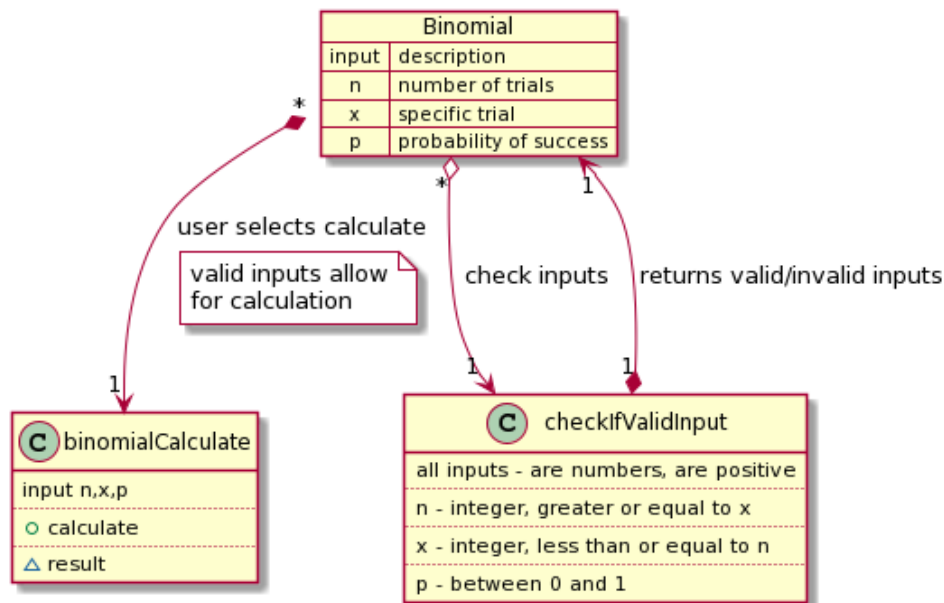 Binomial
input description
n number of trials
x specific trial
p probability of success
*
*
1
user selects calculate
valid inputs allow
for calculation
check inputs
returns valid/invalid inputs
1
1
1
C binomialCalculate
input n,x,p
calculate
result
C checkIfValidInput
all inputs - are numbers, are positive
n - integer, greater or equal to x
x - integer, less than or equal to n
p - between 0 and 1